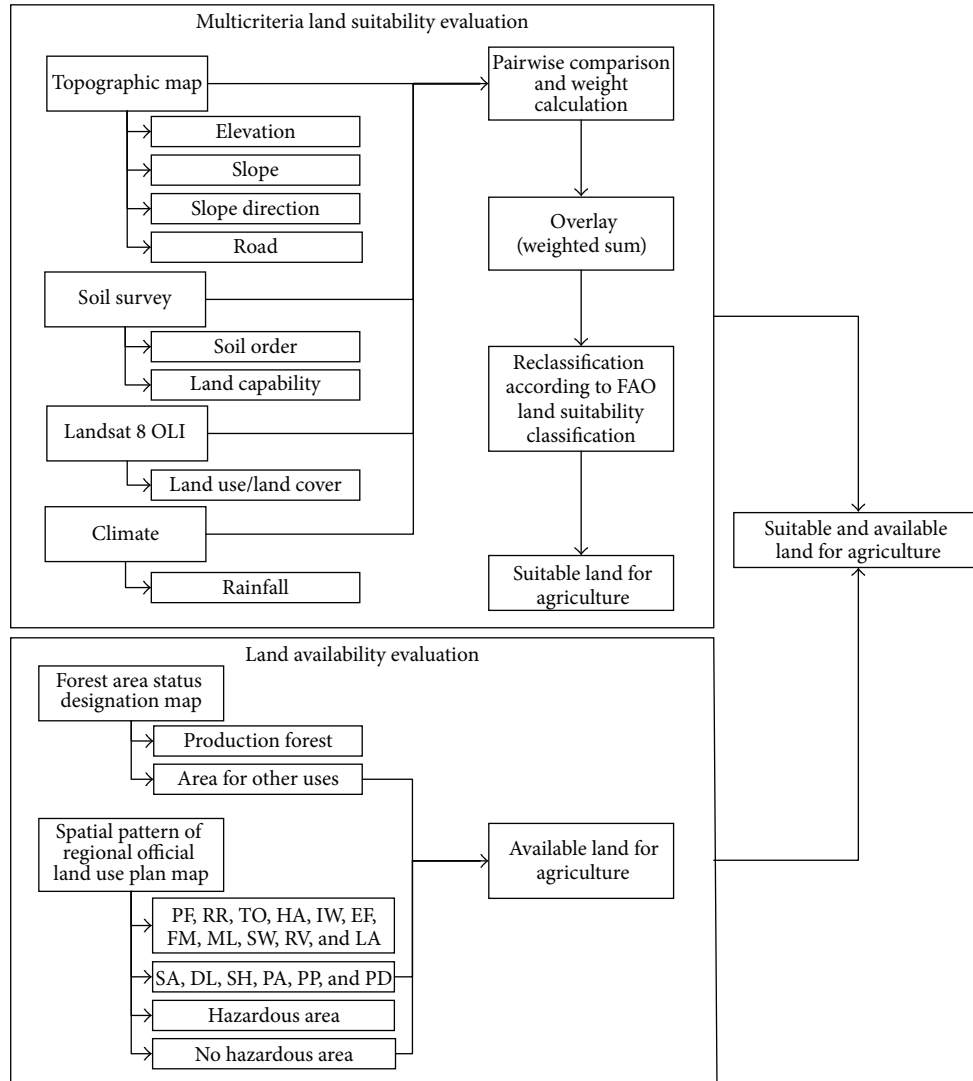 Multicriteria land suitability evaluation
Topographic map
Elevation
Slope
Slope direction
Road
Soil survey
Soil order
Land capability
Landsat 8 OLI
Land use/land cover
Climate
Rainfall
Pairwise comparison
and weight
calculation
Overlay
(weighted sum)
Reclassification
according to FAO
land suitability
classification
Suitable land for
agriculture
Suitable and available
land for agriculture
Land availability evaluation
Forest area status
designation map
Production forest
Area for other uses
Spatial pattern of
regional official
land use plan map
PF, RR, TO, HA, IW, EF,
FM, ML, SW, RV, and LA
SA, DL, SH, PA, PP, and PD
Hazardous area
No hazardous area
Available land for
agriculture